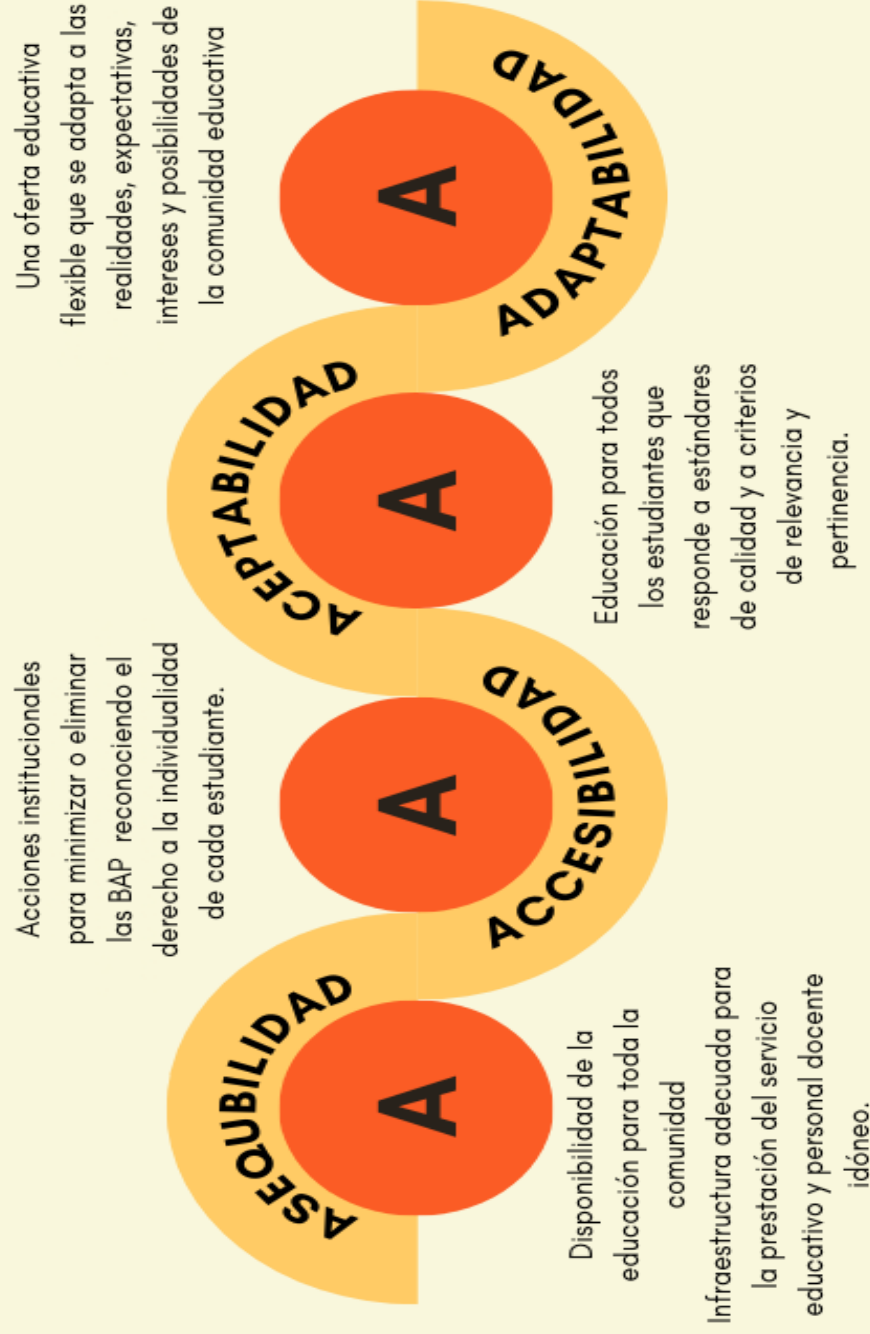 ASEQUBILIDAD
A
Disponibilidad de la
educación para toda la
comunidad
Infraestructura adecuada para
la prestación del servicio
educativo y personal docente
idóneo.
Acciones institucionales
para minimizar o eliminar
las BAP reconociendo el
derecho a la individualidad
de cada estudiante.
A
ACCESIBILIDAD
ACEPTABILIDAD
A
Educación para todos
los estudiantes que
responde a estándares
de calidad y a criterios
de relevancia y
pertinencia.
Una oferta educativa
flexible que se adapta a las
realidades, expectativas,
intereses y posibilidades de
la comunidad educativa
A
ADAPTABILIDAD